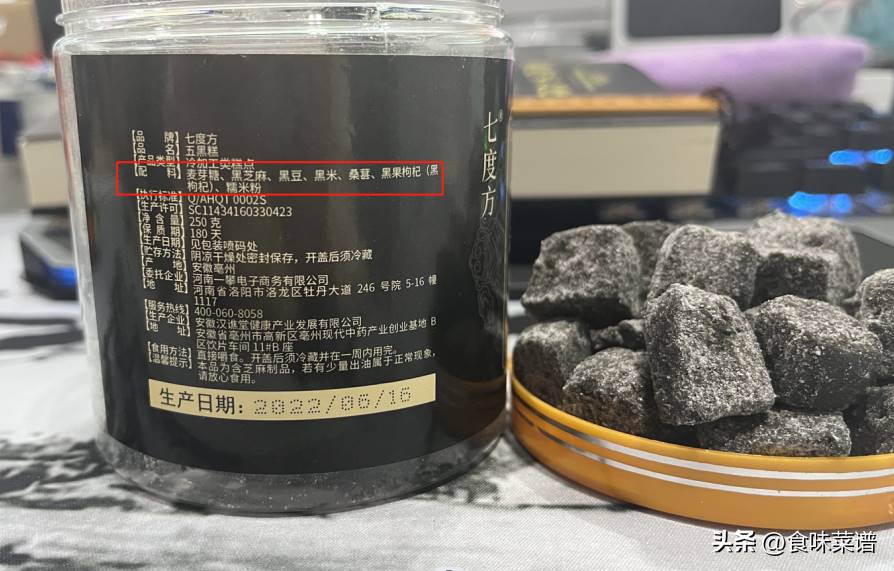 七度方
【品　　牌】七度方
【品　　名】五黑糕
【产品类型】冷加工类糕点
【配　　料】麦芽糖、黑芝麻、黑豆、黑米、桑葚、黑果枸杞（黑
枸杞）、糯米粉
【执行标准】Q/AHQT 0002S
【生产许可】SC11434160330423
【净 含 量】250 克
【保 质 期】180 天
【生产日期】见包装喷码处
【贮存方法】阴凉干燥处密封保存，开盖后须冷藏
【产　　地】安徽亳州
【委托企业】河南一攀电子商务有限公司
【地　　址】河南省洛阳市洛龙区牡丹大道 246 号院 5-16 幢
1117
【服务热线】400-060-8058
【生产企业】安徽汉谯堂健康产业发展有限公司
【地　　址】安徽省亳州市高新区亳州现代中药产业创业基地 B
区饮片车间 11#B 座
【食用方法】直接嚼食。开盖后须冷藏并在一周内用完。
【温馨提示】本品为含芝麻制品，若有少量出油属于正常现象，
请放心食用。
生产日期：2022/06/16
头条 @食味菜谱